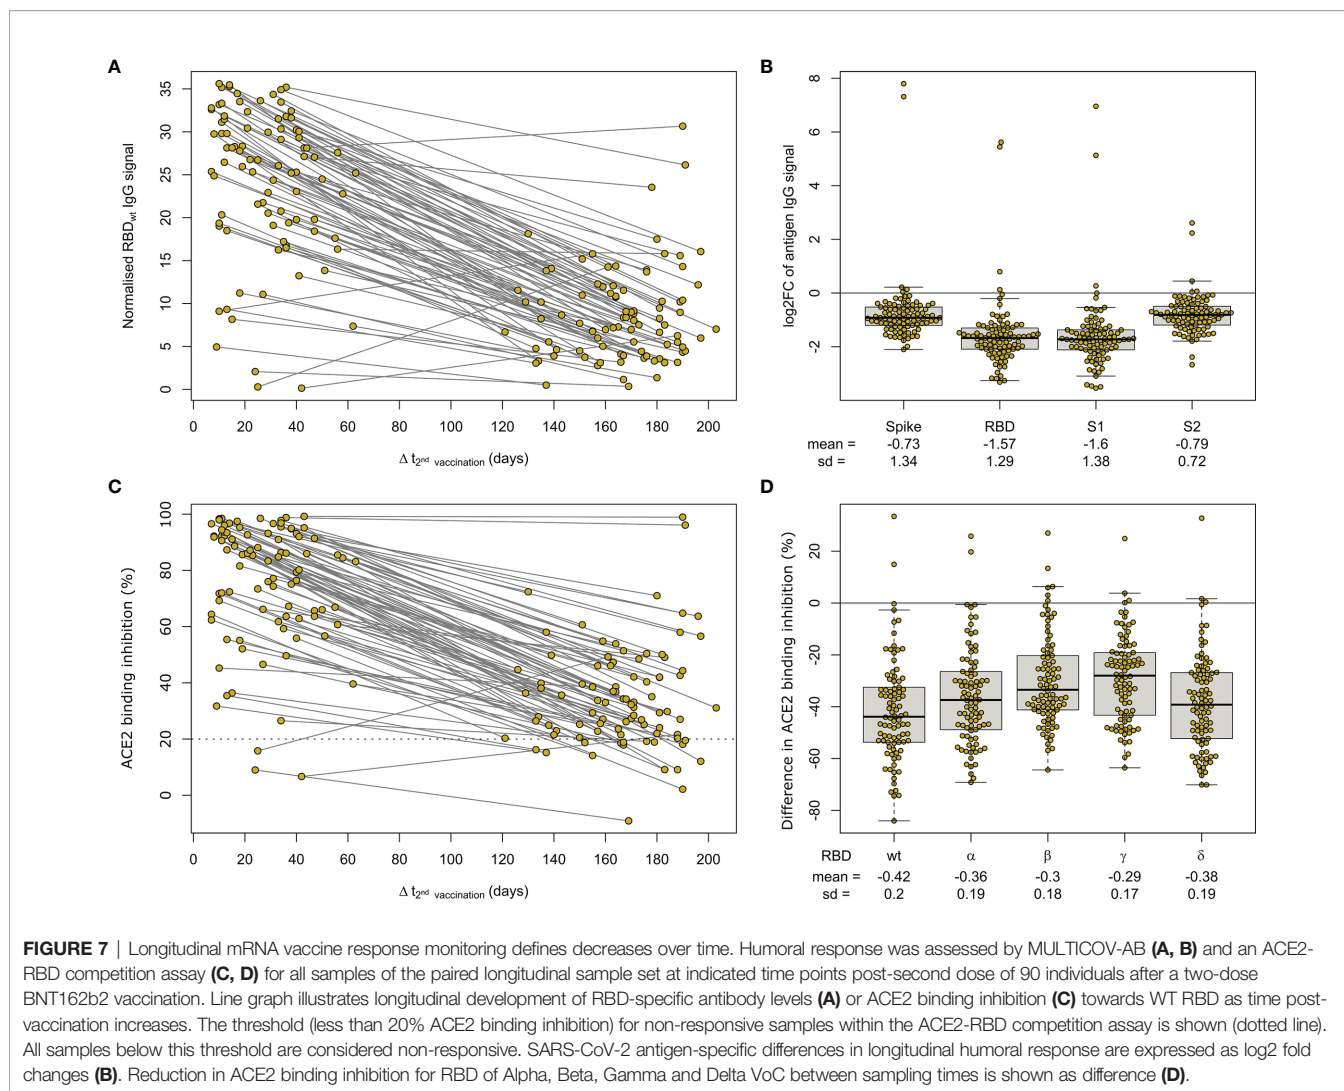 A
Normalised RBDwt IgG signal
35
30
25
20
15
10
5
0
0 20 40 60 80 100 120 140 160 180 200
Δ t2nd vaccination (days)
B
log2FC of antigen IgG signal
8
6
4
2
0
-2
Spike RBD S1 S2
mean = -0.73 -1.57 -1.6 -0.79
sd = 1.34 1.29 1.38 0.72
C
ACE2 binding inhibition (%)
100
80
60
40
20
0
0 20 40 60 80 100 120 140 160 180 200
Δ t2nd vaccination (days)
D
Difference in ACE2 binding inhibition (%)
20
0
-20
-40
-60
-80
RBD wt α β γ δ
mean = -0.42 -0.36 -0.3 -0.29 -0.38
sd = 0.2 0.19 0.18 0.17 0.19
FIGURE 7 | Longitudinal mRNA vaccine response monitoring defines decreases over time. Humoral response was assessed by MULTICOV-AB (A, B) and an ACE2-
RBD competition assay (C, D) for all samples of the paired longitudinal sample set at indicated time points post-second dose of 90 individuals after a two-dose
BNT162b2 vaccination. Line graph illustrates longitudinal development of RBD-specific antibody levels (A) or ACE2 binding inhibition (C) towards WT RBD as time post-
vaccination increases. The threshold (less than 20% ACE2 binding inhibition) for non-responsive samples within the ACE2-RBD competition assay is shown (dotted line).
All samples below this threshold are considered non-responsive. SARS-CoV-2 antigen-specific differences in longitudinal humoral response are expressed as log2 fold
changes (B). Reduction in ACE2 binding inhibition for RBD of Alpha, Beta, Gamma and Delta VoC between sampling times is shown as difference (D).